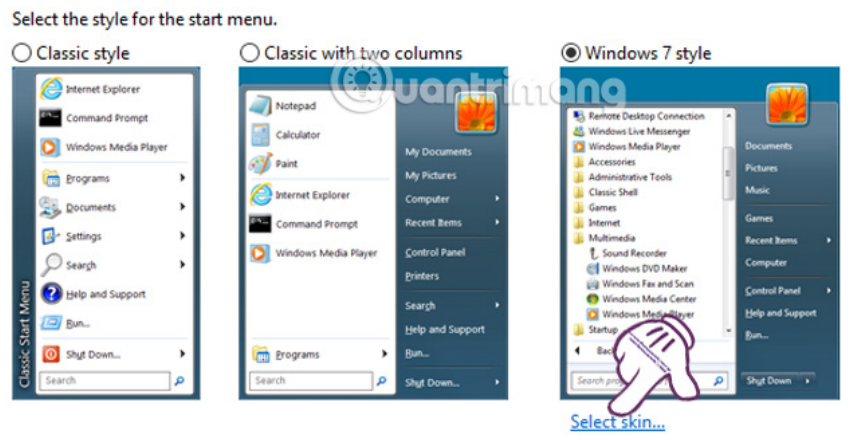 Select the style for the start menu.
Classic style
Classic with two columns
Windows 7 style
Quantrimang
Internet Explorer
Command Prompt
Windows Media Player
Programs
Documents
Settings
Search
Help and Support
Run...
Shut Down...
Search
Classic Start Menu
Notepad
Calculator
Paint
Internet Explorer
Command Prompt
Windows Media Player
Programs
Search
My Documents
My Pictures
Computer
Recent Items
Control Panel
Printers
Search
Help and Support
Run...
Shut Down...
Remote Desktop Connection
Windows Live Messenger
Windows Media Player
Accessories
Administrative Tools
Classic Shell
Games
Internet
Multimedia
Sound Recorder
Windows DVD Maker
Windows Fax and Scan
Windows Media Center
Windows Media Player
Startup
Search
Documents
Pictures
Music
Games
Recent Items
Computer
Control Panel
Help and Support
Run...
Shut Down
Select skin...